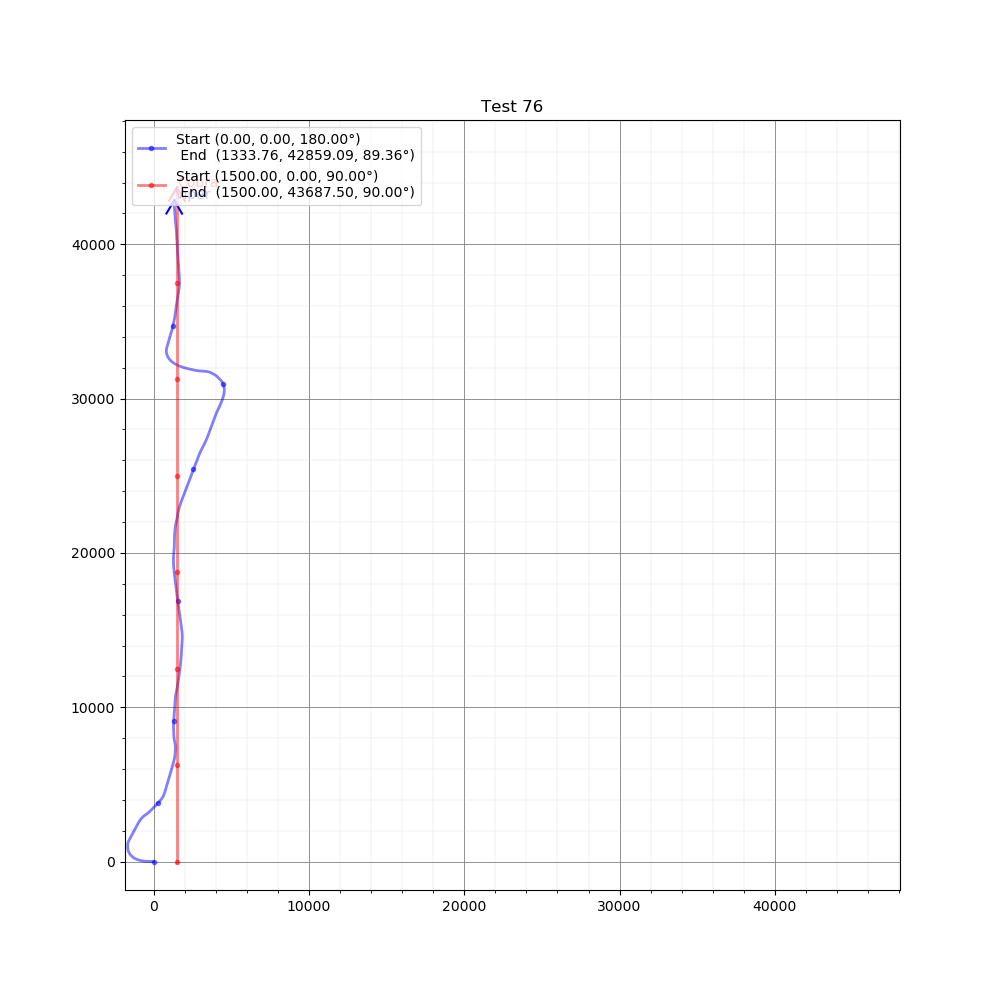 Test 76
Start (0.00, 0.00, 180.00°)
End (1333.76, 42859.09, 89.36°)
Start (1500.00, 0.00, 90.00°)
End (1500.00, 43687.50, 90.00°)
40000
30000
20000
10000
0
0 10000 20000 30000 40000